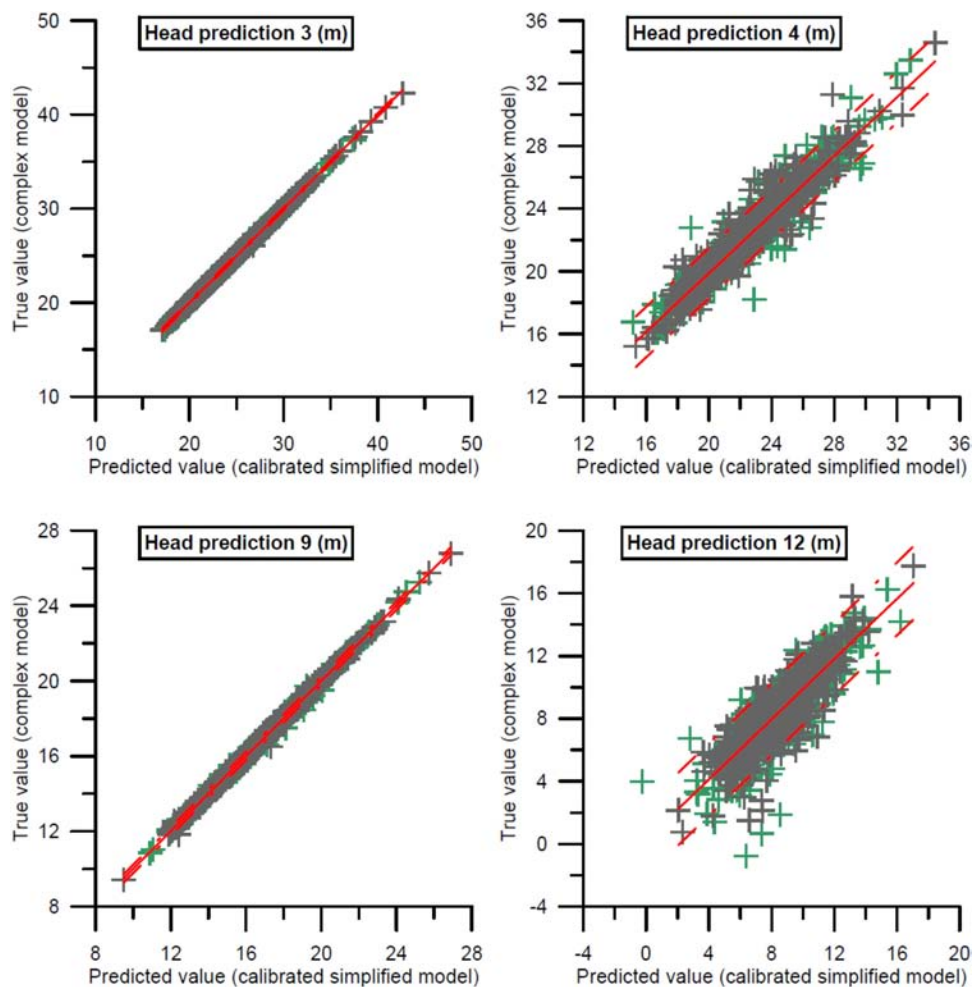 Head prediction 3 (m)
True value (complex model)
50
40
30
20
10
10 20 30 40 50
Predicted value (calibrated simplified model)
Head prediction 4 (m)
True value (complex model)
36
32
28
24
20
16
12
12 16 20 24 28 32 36
Predicted value (calibrated simplified model)
Head prediction 9 (m)
True value (complex model)
28
24
20
16
12
8
8 12 16 20 24 28
Predicted value (calibrated simplified model)
Head prediction 12 (m)
True value (complex model)
20
16
12
8
4
0
-4
-4 0 4 8 12 16 20
Predicted value (calibrated simplified model)